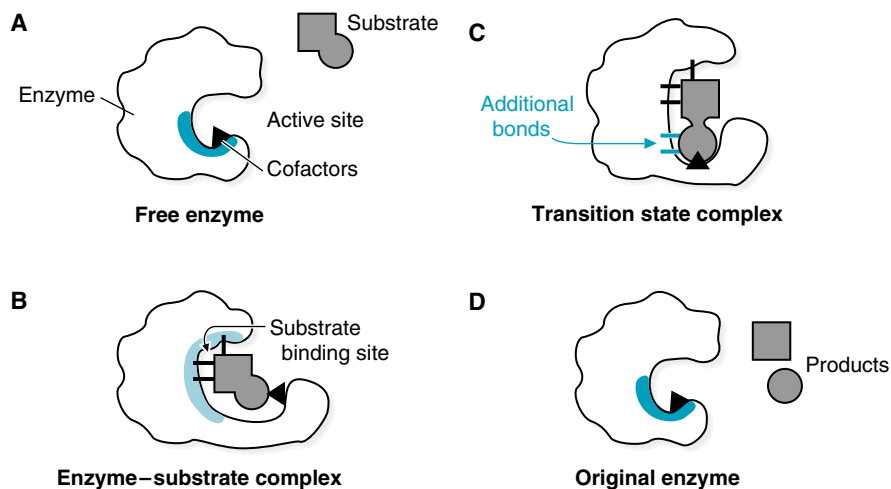 A
Substrate
Enzyme
Active site
Cofactors
Free enzyme
C
Additional
bonds
Transition state complex
B
Substrate
binding site
Enzyme–substrate complex
D
Products
Original enzyme